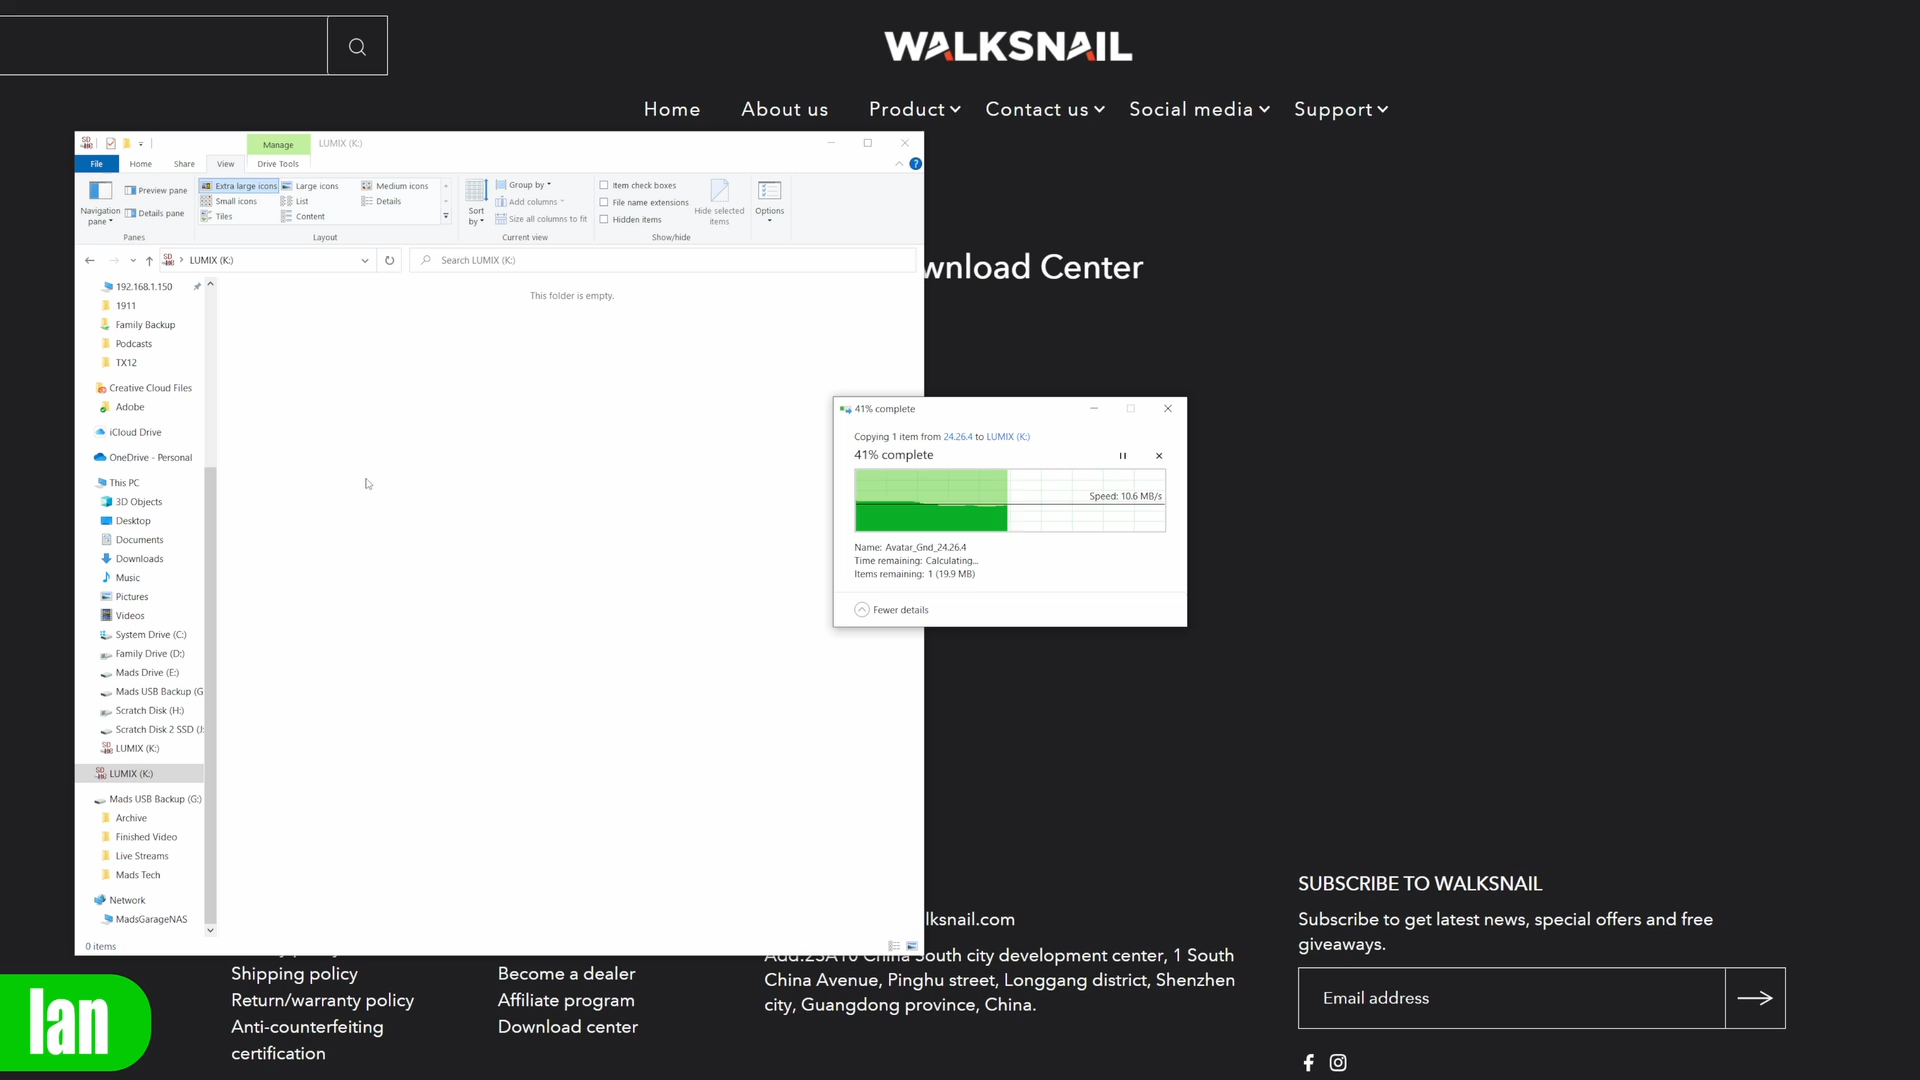 WALKSNAIL
Home About us Product Contact us Social media Support
Manage LUMIX (K:)
File Home Share View Drive Tools
Navigation pane
Preview pane
Details pane
Panes
Extra large icons Large icons Medium icons
Small icons List Details
Tiles Content
Layout
Sort by
Group by
Add columns
Size all columns to fit
Current view
Item check boxes
File name extensions
Hidden items
Hide selected items
Show/hide
Options
LUMIX (K:)
Search LUMIX (K:)
wnload Center
This folder is empty.
192.168.1.150
1911
Family Backup
Podcasts
TX12
Creative Cloud Files
Adobe
iCloud Drive
OneDrive - Personal
This PC
3D Objects
Desktop
Documents
Downloads
Music
Pictures
Videos
System Drive (C:)
Family Drive (D:)
Mads Drive (E:)
Mads USB Backup (G
Scratch Disk (H:)
Scratch Disk 2 SSD (J:
LUMIX (K:)
LUMIX (K:)
Mads USB Backup (G:)
Archive
Finished Video
Live Streams
Mads Tech
Network
MadsGarageNAS
0 items
41% complete
Copying 1 item from 24.26.4 to LUMIX (K:)
41% complete
Speed: 10.6 MB/s
Name: Avatar_Gnd_24.26.4
Time remaining: Calculating...
Items remaining: 1 (19.9 MB)
Fewer details
Shipping policy
Return/warranty policy
Anti-counterfeiting
certification
Become a dealer
Affiliate program
Download center
lksnail.com
Add:23A10 China South city development center, 1 South
China Avenue, Pinghu street, Longgang district, Shenzhen
city, Guangdong province, China.
SUBSCRIBE TO WALKSNAIL
Subscribe to get latest news, special offers and free
giveaways.
Email address
Ian